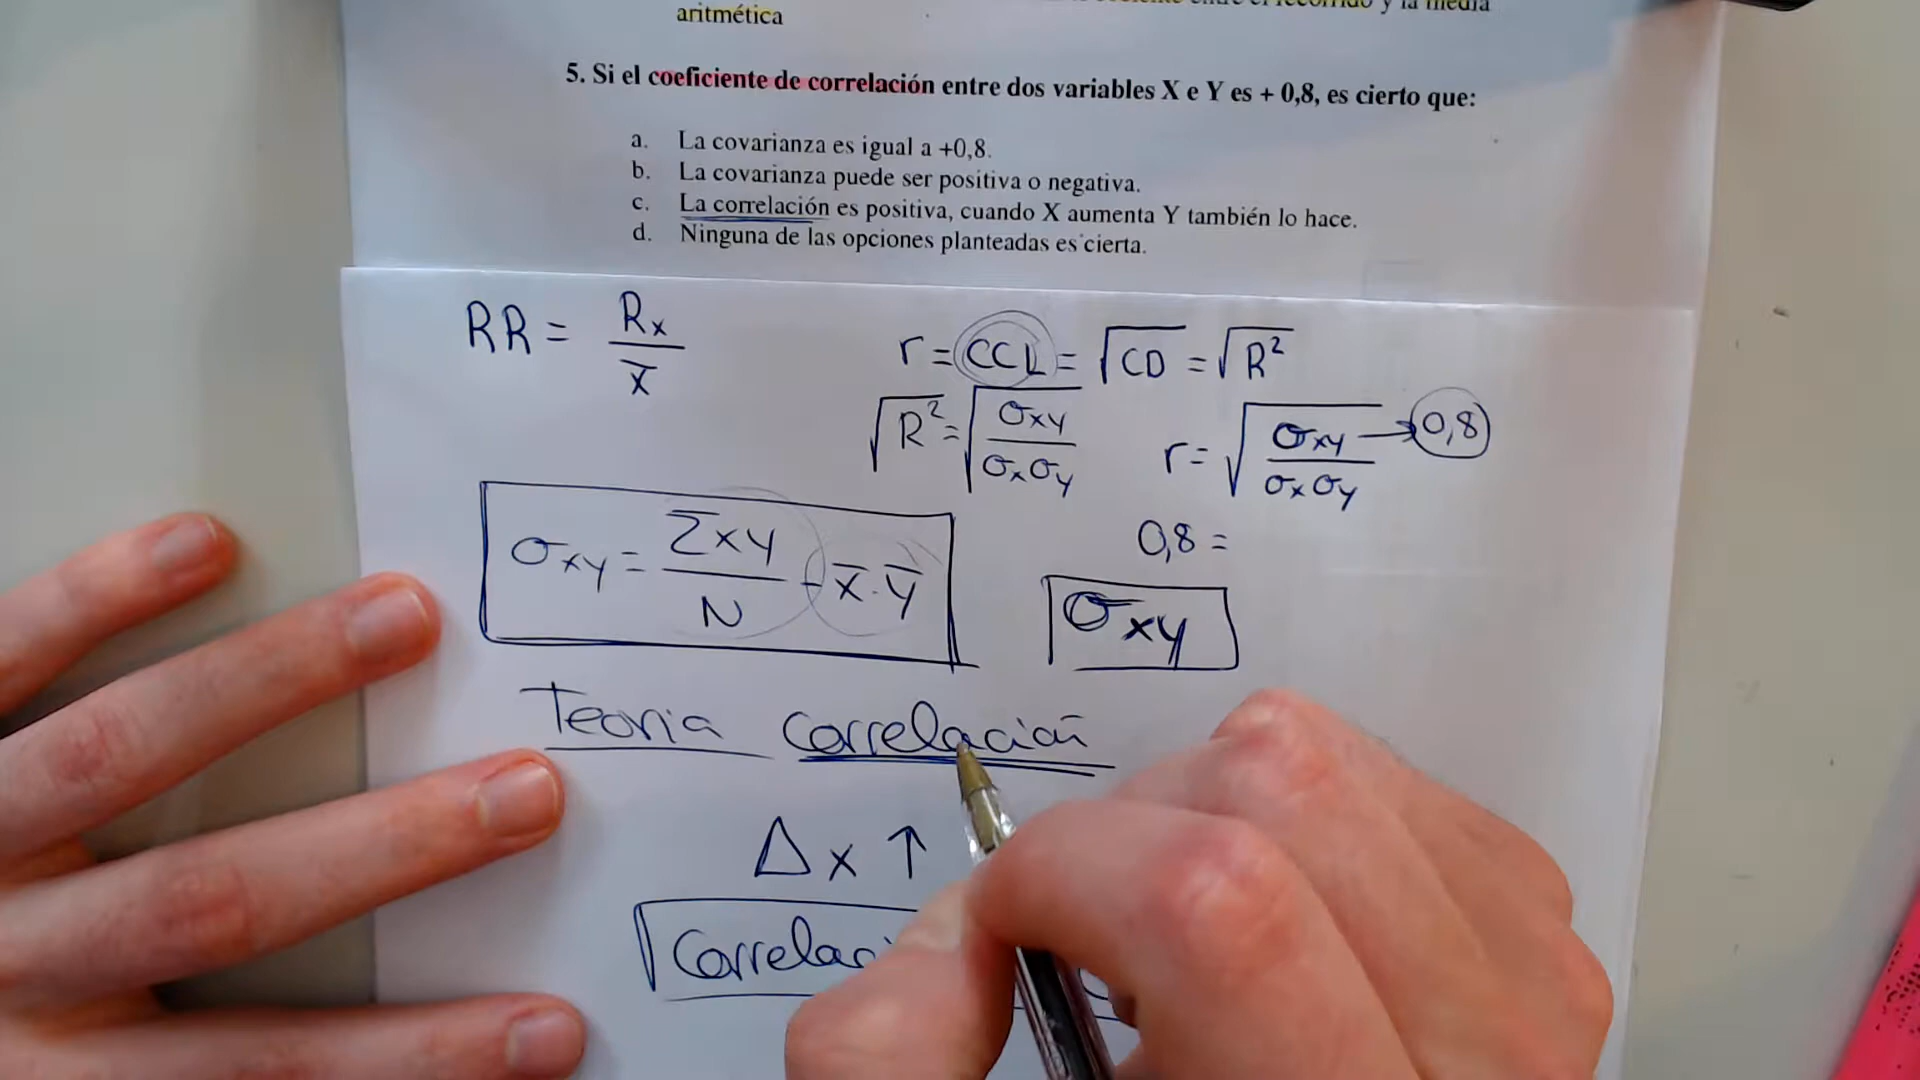 y la media
aritmética
5. Si el coeficiente de correlación entre dos variables X e Y es + 0,8, es cierto que:
a. La covarianza es igual a +0,8.
b. La covarianza puede ser positiva o negativa.
c. La correlación es positiva, cuando X aumenta Y también lo hace.
d. Ninguna de las opciones planteadas es cierta.
RR = Rx / x̄
r = CCL = √CD = √R²
√R² = √(σxy / σxσy)
r = √(σxy / σxσy) → 0,8
0,8 =
σxy = Σxy / N - x̄·ȳ
σxy
Teoria correlación
Δx ↑